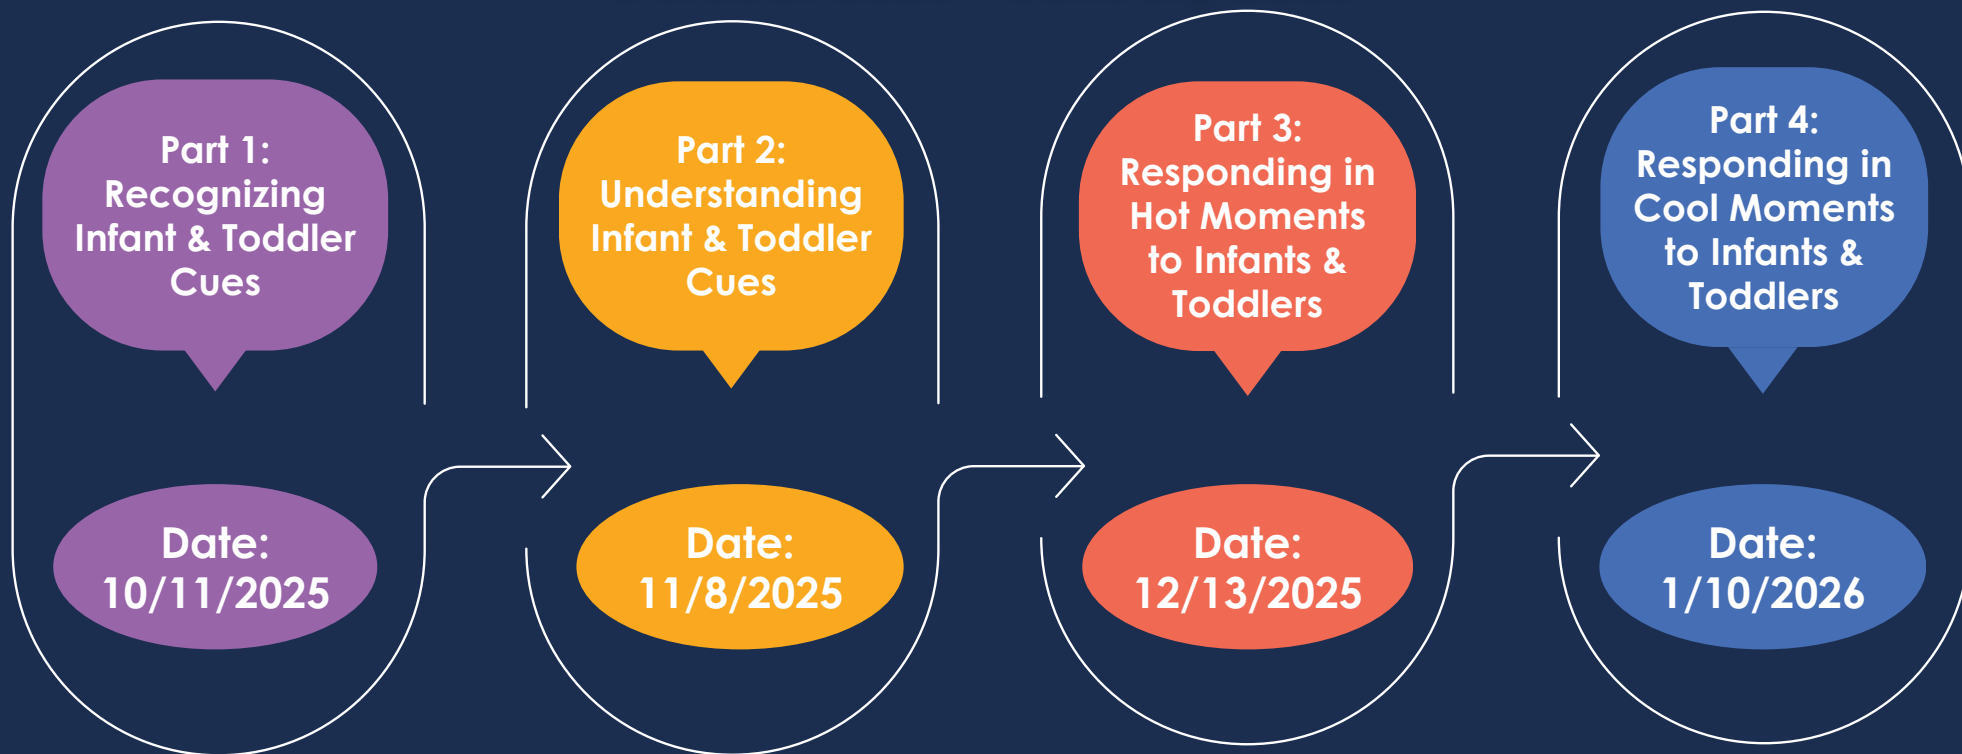 Part 1:
Recognizing
Infant & Toddler
Cues
Date:
10/11/2025
Part 2:
Understanding
Infant & Toddler
Cues
Date:
11/8/2025
Part 3:
Responding in
Hot Moments
to Infants &
Toddlers
Date:
12/13/2025
Part 4:
Responding in
Cool Moments
to Infants &
Toddlers
Date:
1/10/2026